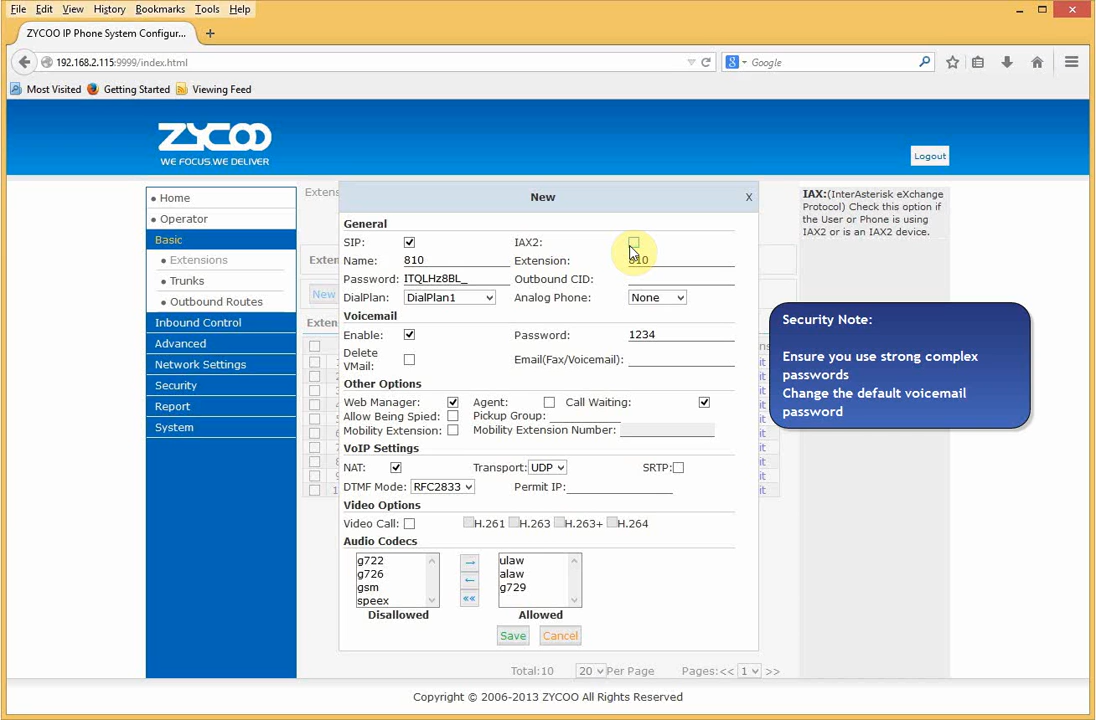 File Edit View History Bookmarks Tools Help
ZYCOO IP Phone System Configur...
192.168.2.115:9999/index.html
Google
Most Visited Getting Started Viewing Feed
ZYCOO
WE FOCUS.WE DELIVER
Logout
Home
Operator
Basic
Extensions
Trunks
Outbound Routes
Inbound Control
Advanced
Network Settings
Security
Report
System
New
X
General
SIP: IAX2:
Name: 810 Extension: 810
Password: ITQLHz8BL_ Outbound CID:
DialPlan: DialPlan1 Analog Phone: None
Voicemail
Enable: Password: 1234
Delete
VMail: Email(Fax/Voicemail):
Other Options
Web Manager: Agent: Call Waiting:
Allow Being Spied: Pickup Group:
Mobility Extension: Mobility Extension Number:
VoIP Settings
NAT: Transport: UDP SRTP:
DTMF Mode: RFC2833 Permit IP:
Video Options
Video Call: H.261 H.263 H.263+ H.264
Audio Codecs
g722
g726
gsm
speex
→
←
««
ulaw
alaw
g729
Disallowed Allowed
Save Cancel
New
Total:10 20 Per Page Pages:<< 1 >>
IAX:(InterAsterisk eXchange
Protocol) Check this option if
the User or Phone is using
IAX2 or is an IAX2 device.
Security Note:
Ensure you use strong complex
passwords
Change the default voicemail
password
Copyright © 2006-2013 ZYCOO All Rights Reserved